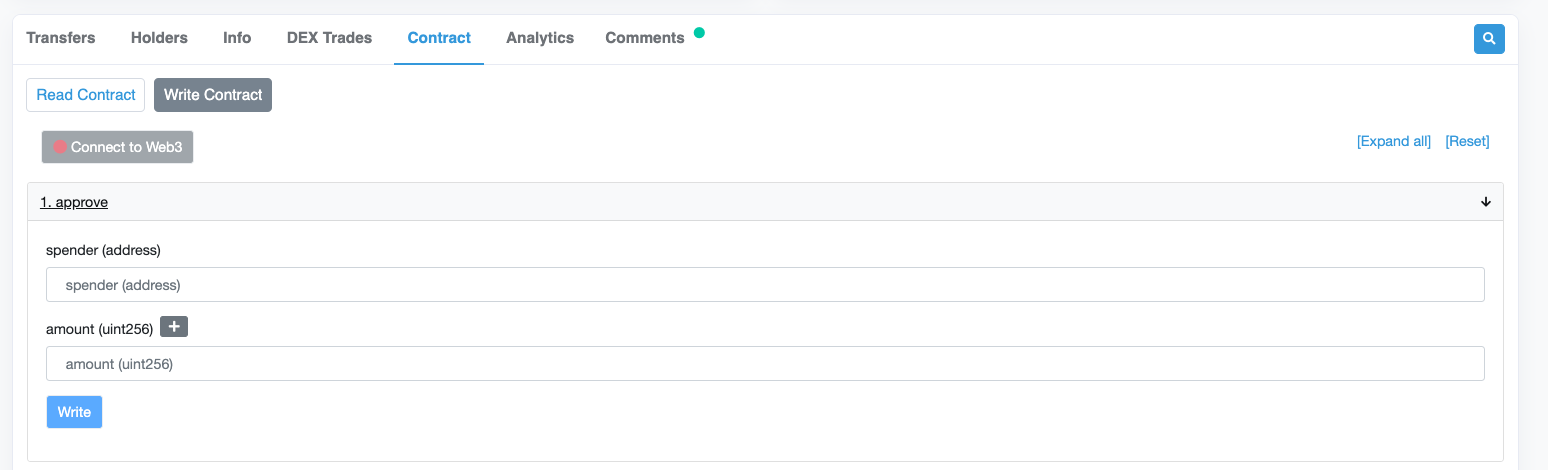 Transfers Holders Info DEX Trades Contract Analytics Comments
Read Contract Write Contract
Connect to Web3 [Expand all] [Reset]
1. approve
spender (address)
spender (address)
amount (uint256) +
amount (uint256)
Write